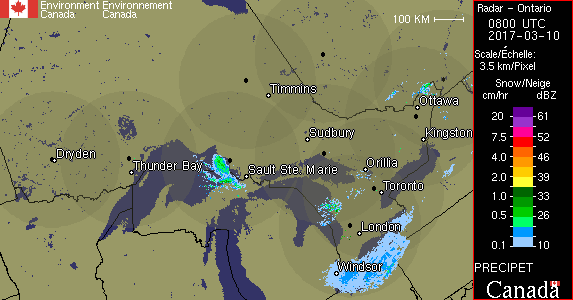 Environment Environnement
Canada Canada
100 KM
Timmins
Ottawa
Sudbury
Kingston
Dryden
Thunder Bay
Sault Ste. Marie
Orillia
Toronto
London
Windsor
Radar - Ontario
0800 UTC
2017-03-10
Scale/Échelle:
3.5 km/Pixel
Snow/Neige
cm/hr dBZ
20 61
7.5 52
4.0 46
2.0 39
1.0 33
0.5 26
0.1 10
PRECIPET
Canada